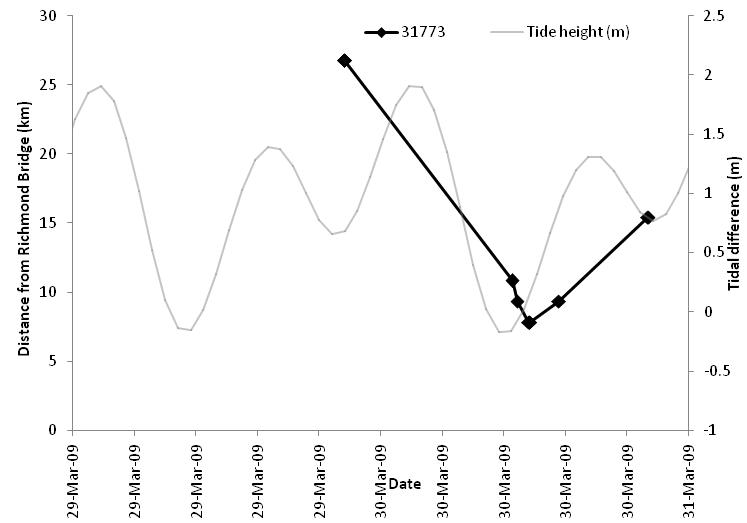 31773
Tide height (m)
Distance from Richmond Bridge (km)
30
25
20
15
10
5
0
2.5
2
1.5
1
0.5
0
-0.5
-1
Tidal difference (m)
29-Mar-09
29-Mar-09
29-Mar-09
29-Mar-09
29-Mar-09
30-Mar-09
30-Mar-09
30-Mar-09
30-Mar-09
30-Mar-09
31-Mar-09
Date